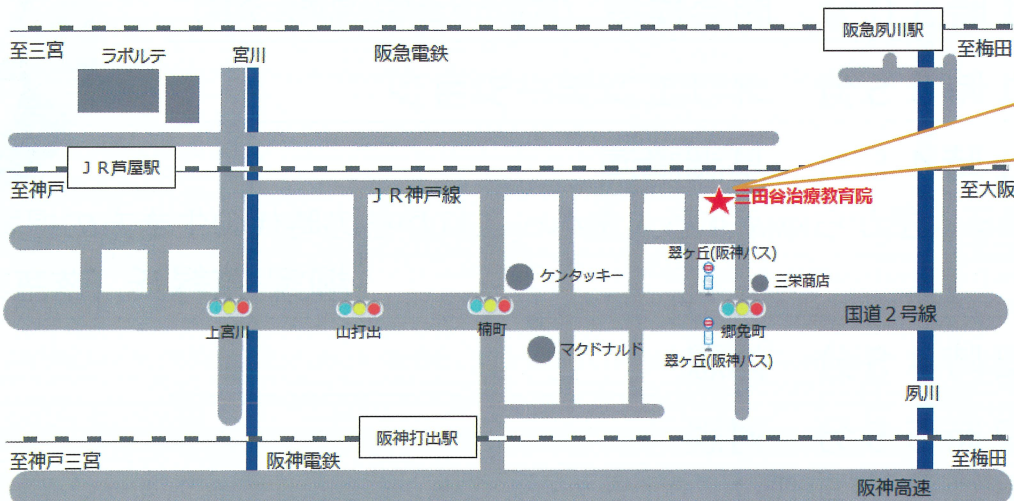 阪急夙川駅
至三宮
ラポルテ
宮川
阪急電鉄
至梅田
ＪＲ芦屋駅
至神戸
ＪＲ神戸線
三田谷治療教育院
至大阪
翠ヶ丘(阪神バス)
ケンタッキー
三栄商店
国道２号線
上宮川
山打出
楠町
郷免町
マクドナルド
翠ヶ丘(阪神バス)
夙川
阪神打出駅
至神戸三宮
阪神電鉄
至梅田
阪神高速